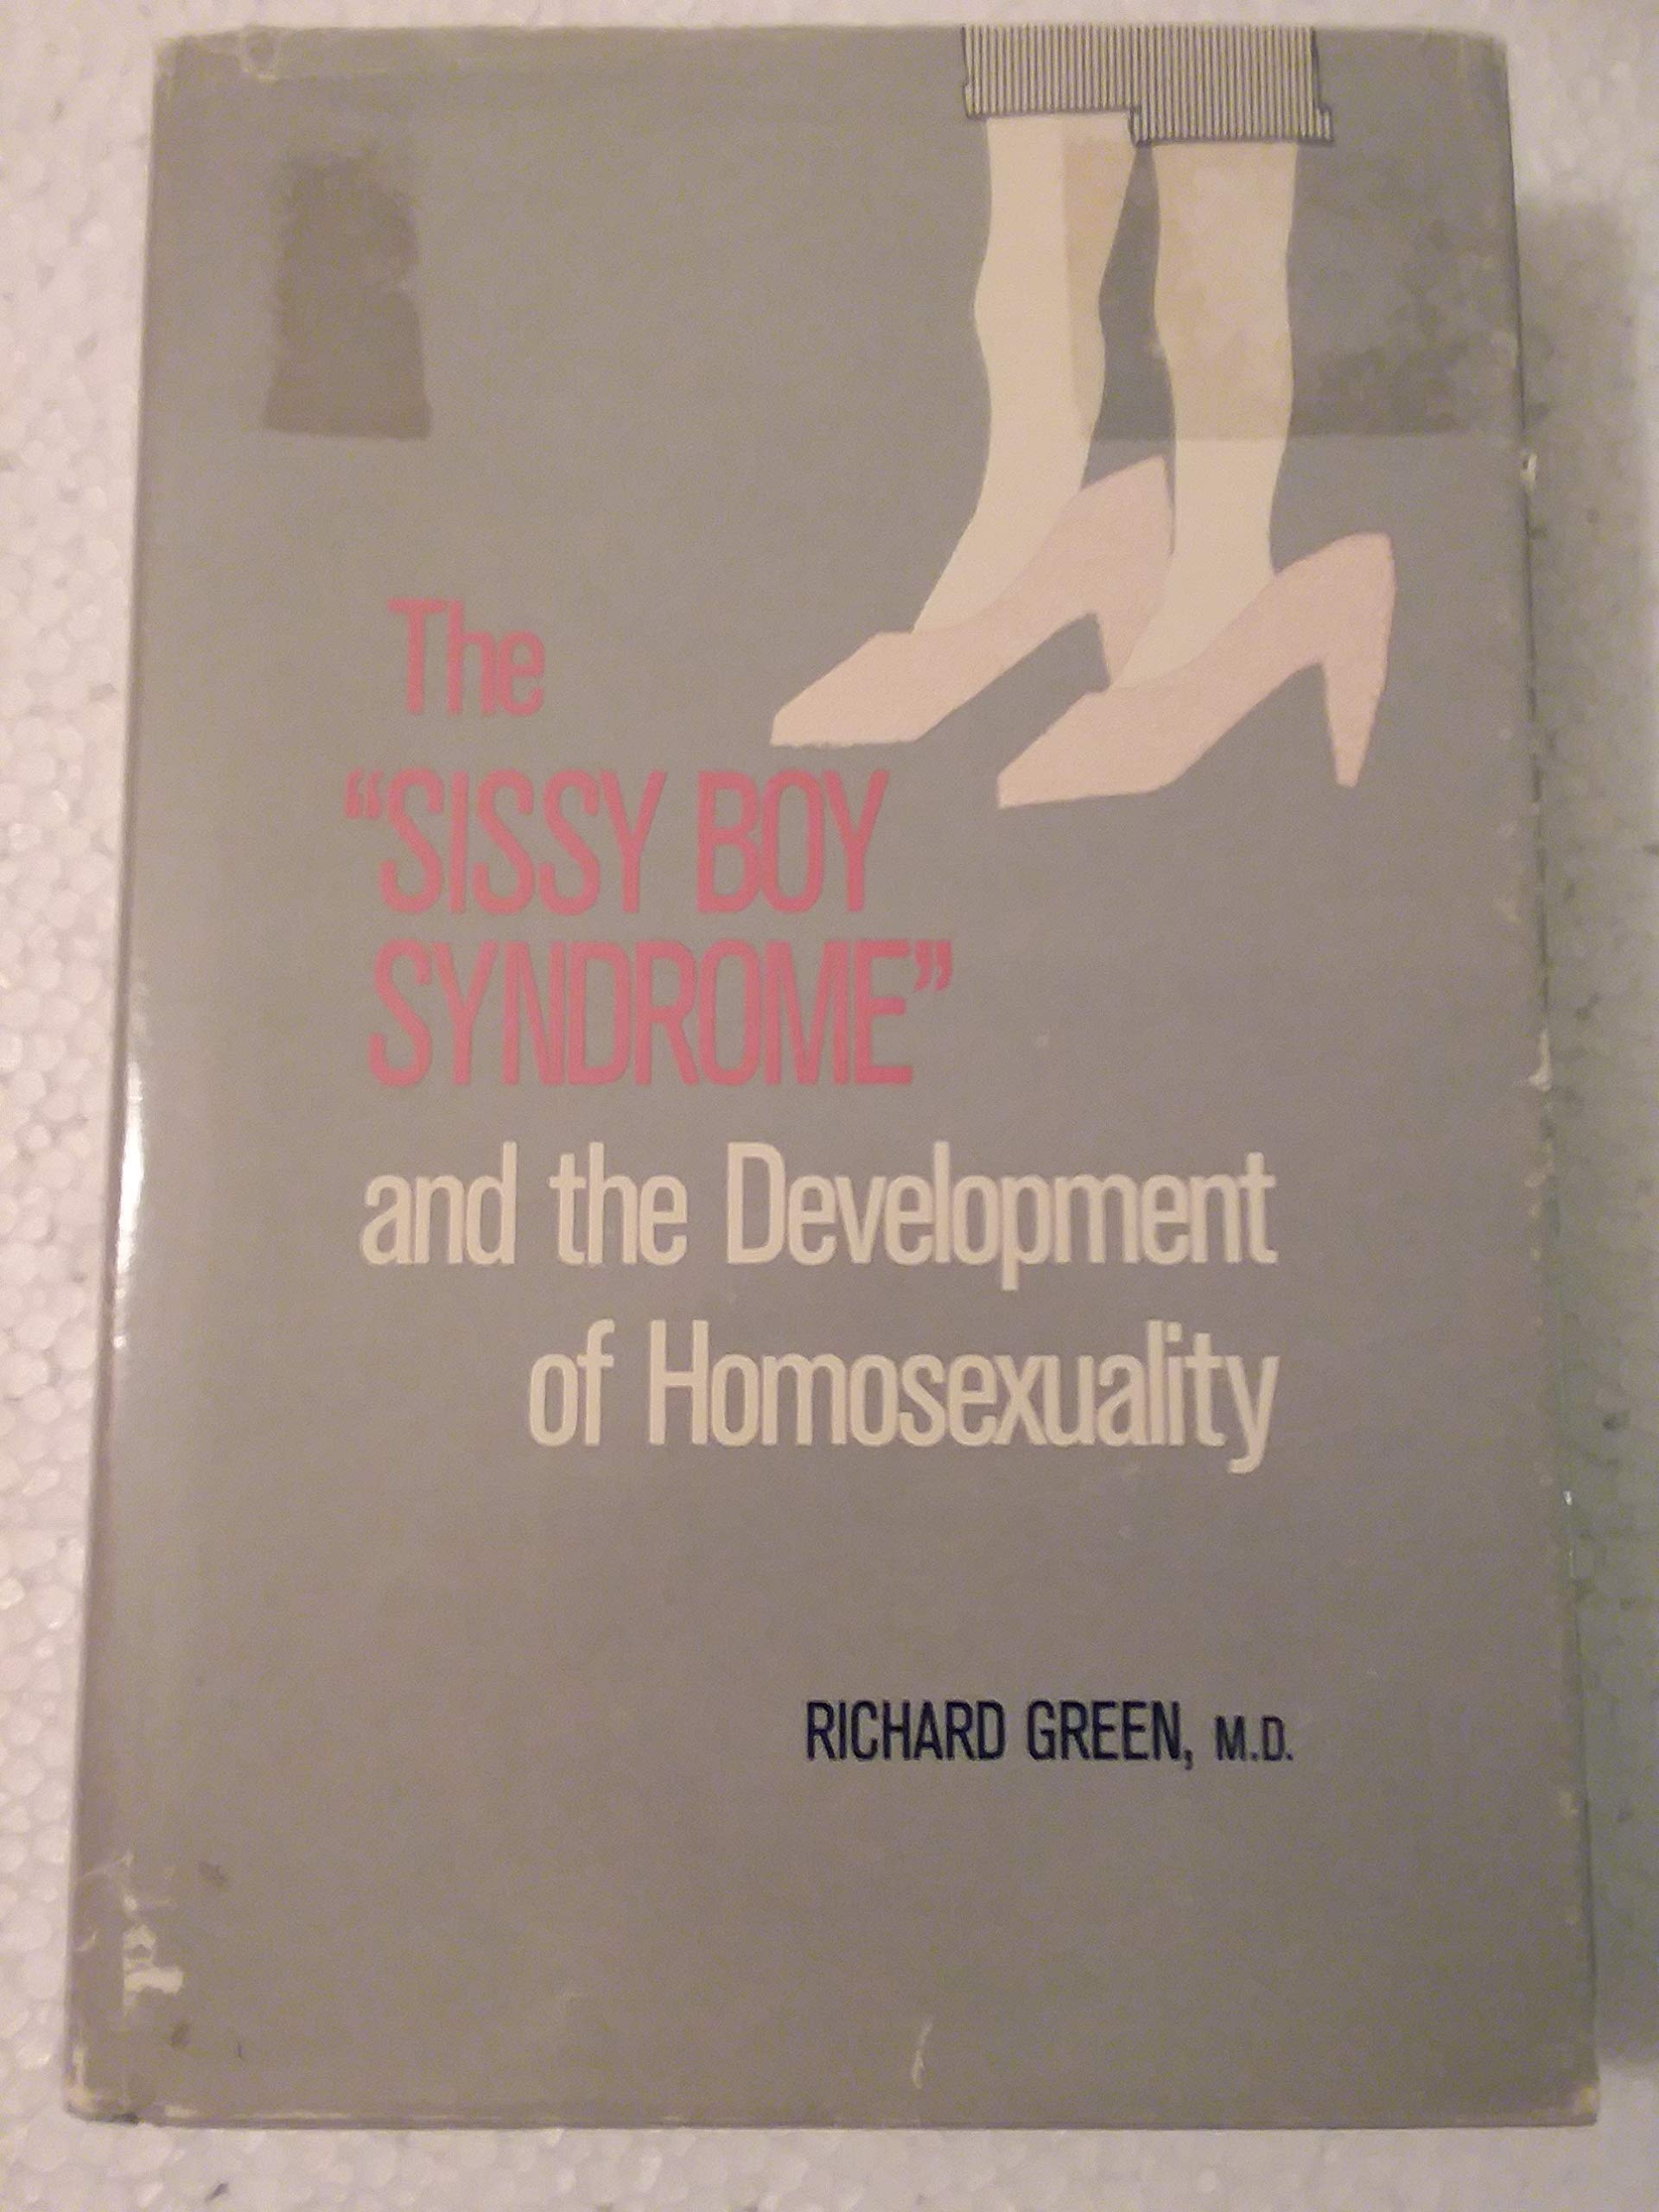 The
“SISSY BOY
SYNDROME”
and the Development
of Homosexuality
RICHARD GREEN, M.D.